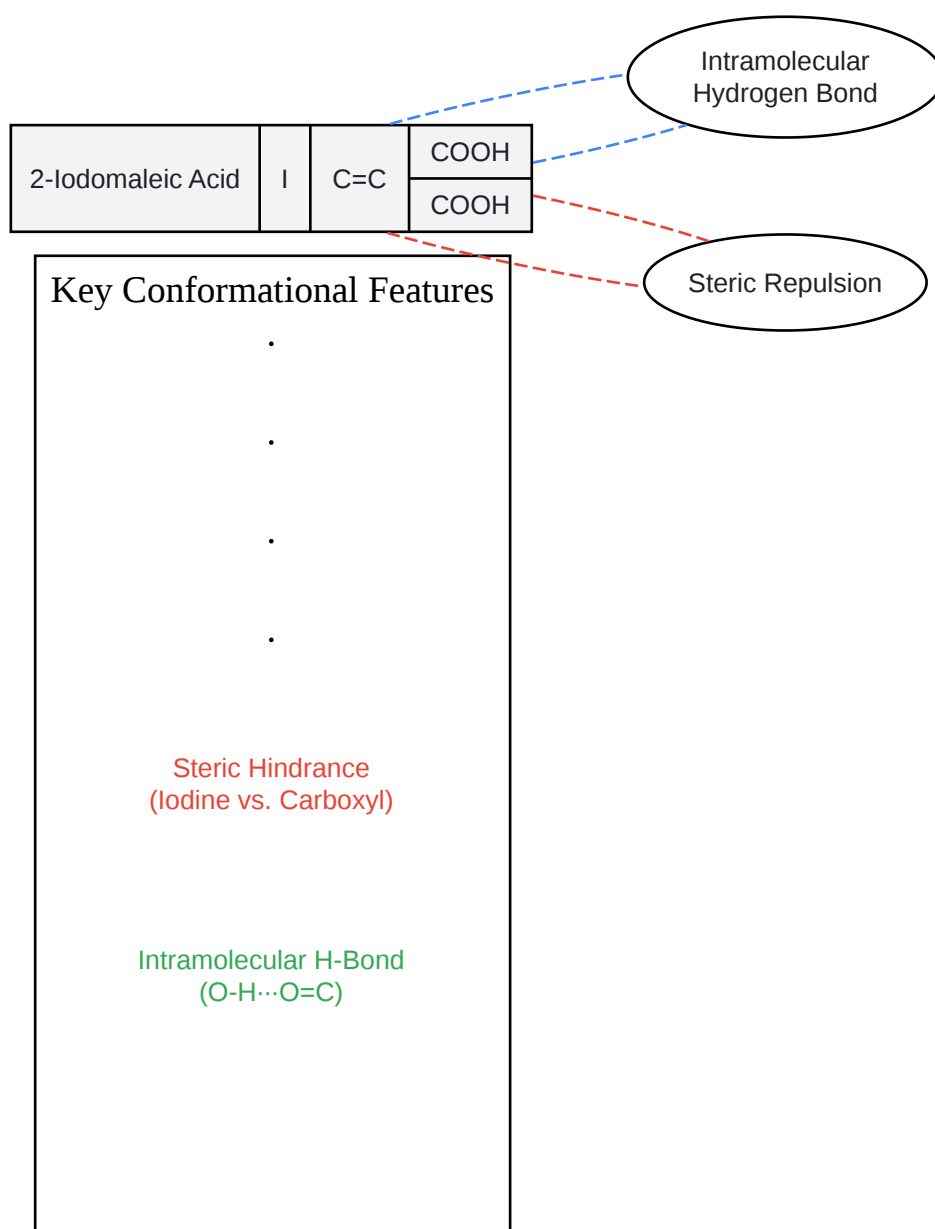 Intramolecular
Hydrogen Bond
2-Iodomaleic Acid
I
C=C
COOH
COOH
Steric Repulsion
Key Conformational Features
.
.
.
.
Steric Hindrance
(Iodine vs. Carboxyl)
Intramolecular H-Bond
(O-H···O=C)